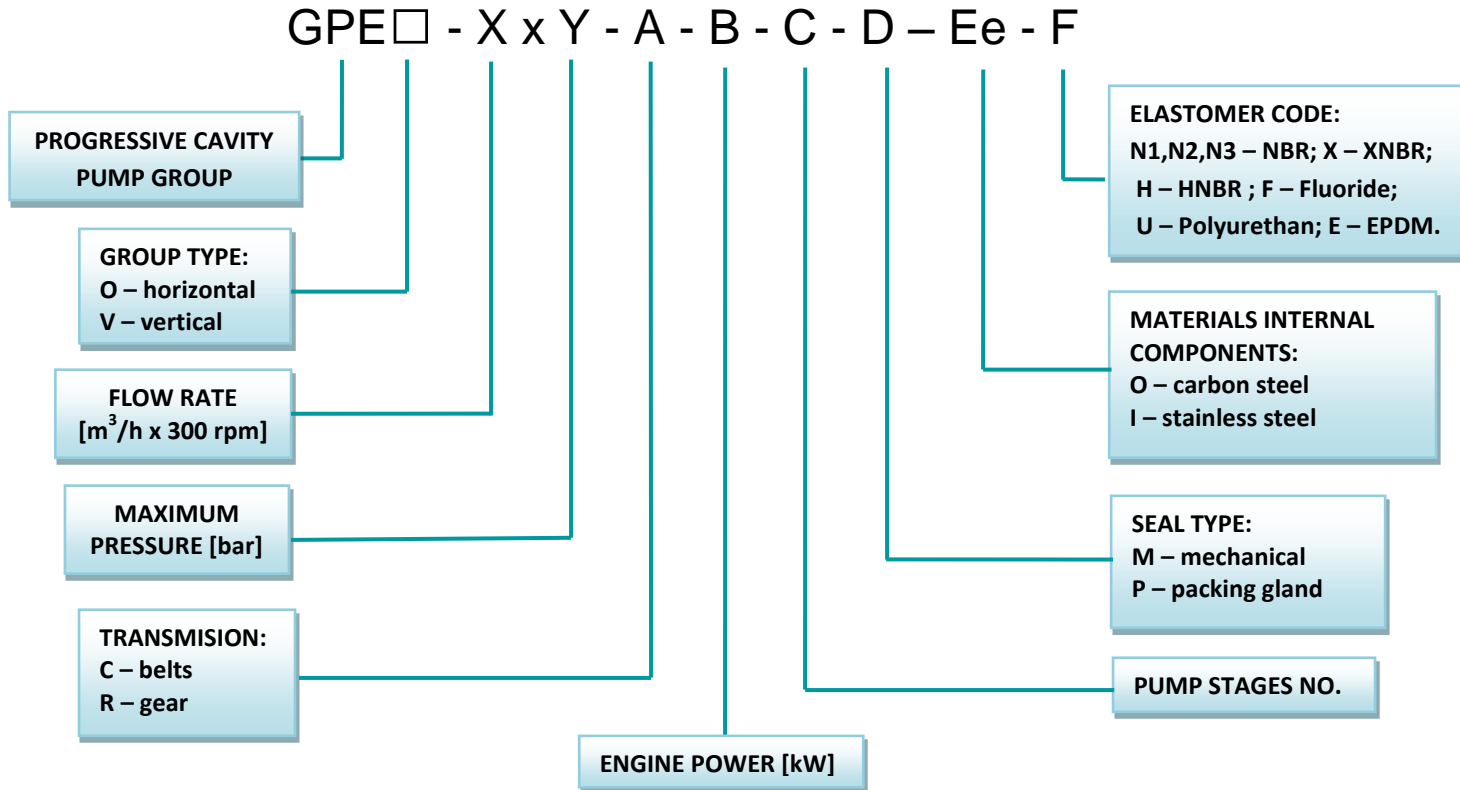 GPE□ - X x Y - A - B - C - D – Ee - F
PROGRESSIVE CAVITY
PUMP GROUP
GROUP TYPE:
O – horizontal
V – vertical
FLOW RATE
[m³/h x 300 rpm]
MAXIMUM
PRESSURE [bar]
TRANSMISION:
C – belts
R – gear
ENGINE POWER [kW]
ELASTOMER CODE:
N1,N2,N3 – NBR; X – XNBR;
H – HNBR ; F – Fluoride;
U – Polyurethan; E – EPDM.
MATERIALS INTERNAL
COMPONENTS:
O – carbon steel
I – stainless steel
SEAL TYPE:
M – mechanical
P – packing gland
PUMP STAGES NO.